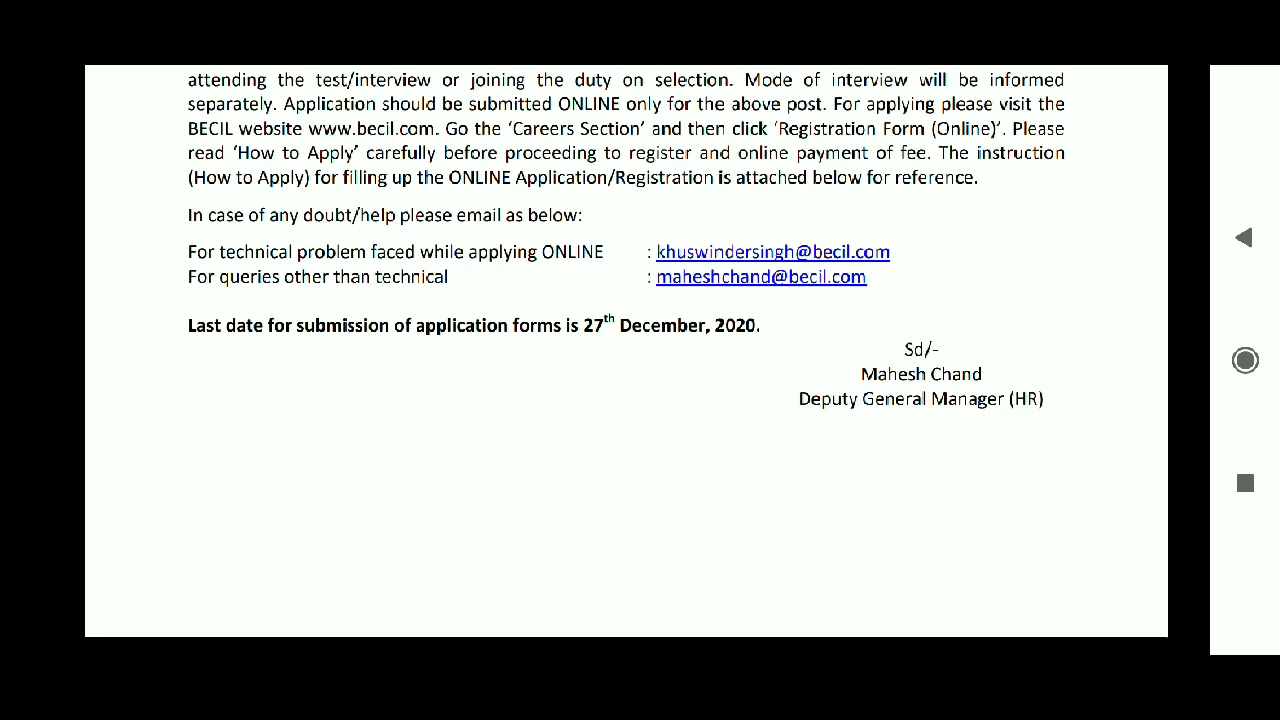 attending the test/interview or joining the duty on selection. Mode of interview will be informed
separately. Application should be submitted ONLINE only for the above post. For applying please visit the
BECIL website www.becil.com. Go the ‘Careers Section’ and then click ‘Registration Form (Online)’. Please
read ‘How to Apply’ carefully before proceeding to register and online payment of fee. The instruction
(How to Apply) for filling up the ONLINE Application/Registration is attached below for reference.
In case of any doubt/help please email as below:
For technical problem faced while applying ONLINE : khuswindersingh@becil.com
For queries other than technical : maheshchand@becil.com
Last date for submission of application forms is 27th December, 2020.
Sd/-
Mahesh Chand
Deputy General Manager (HR)